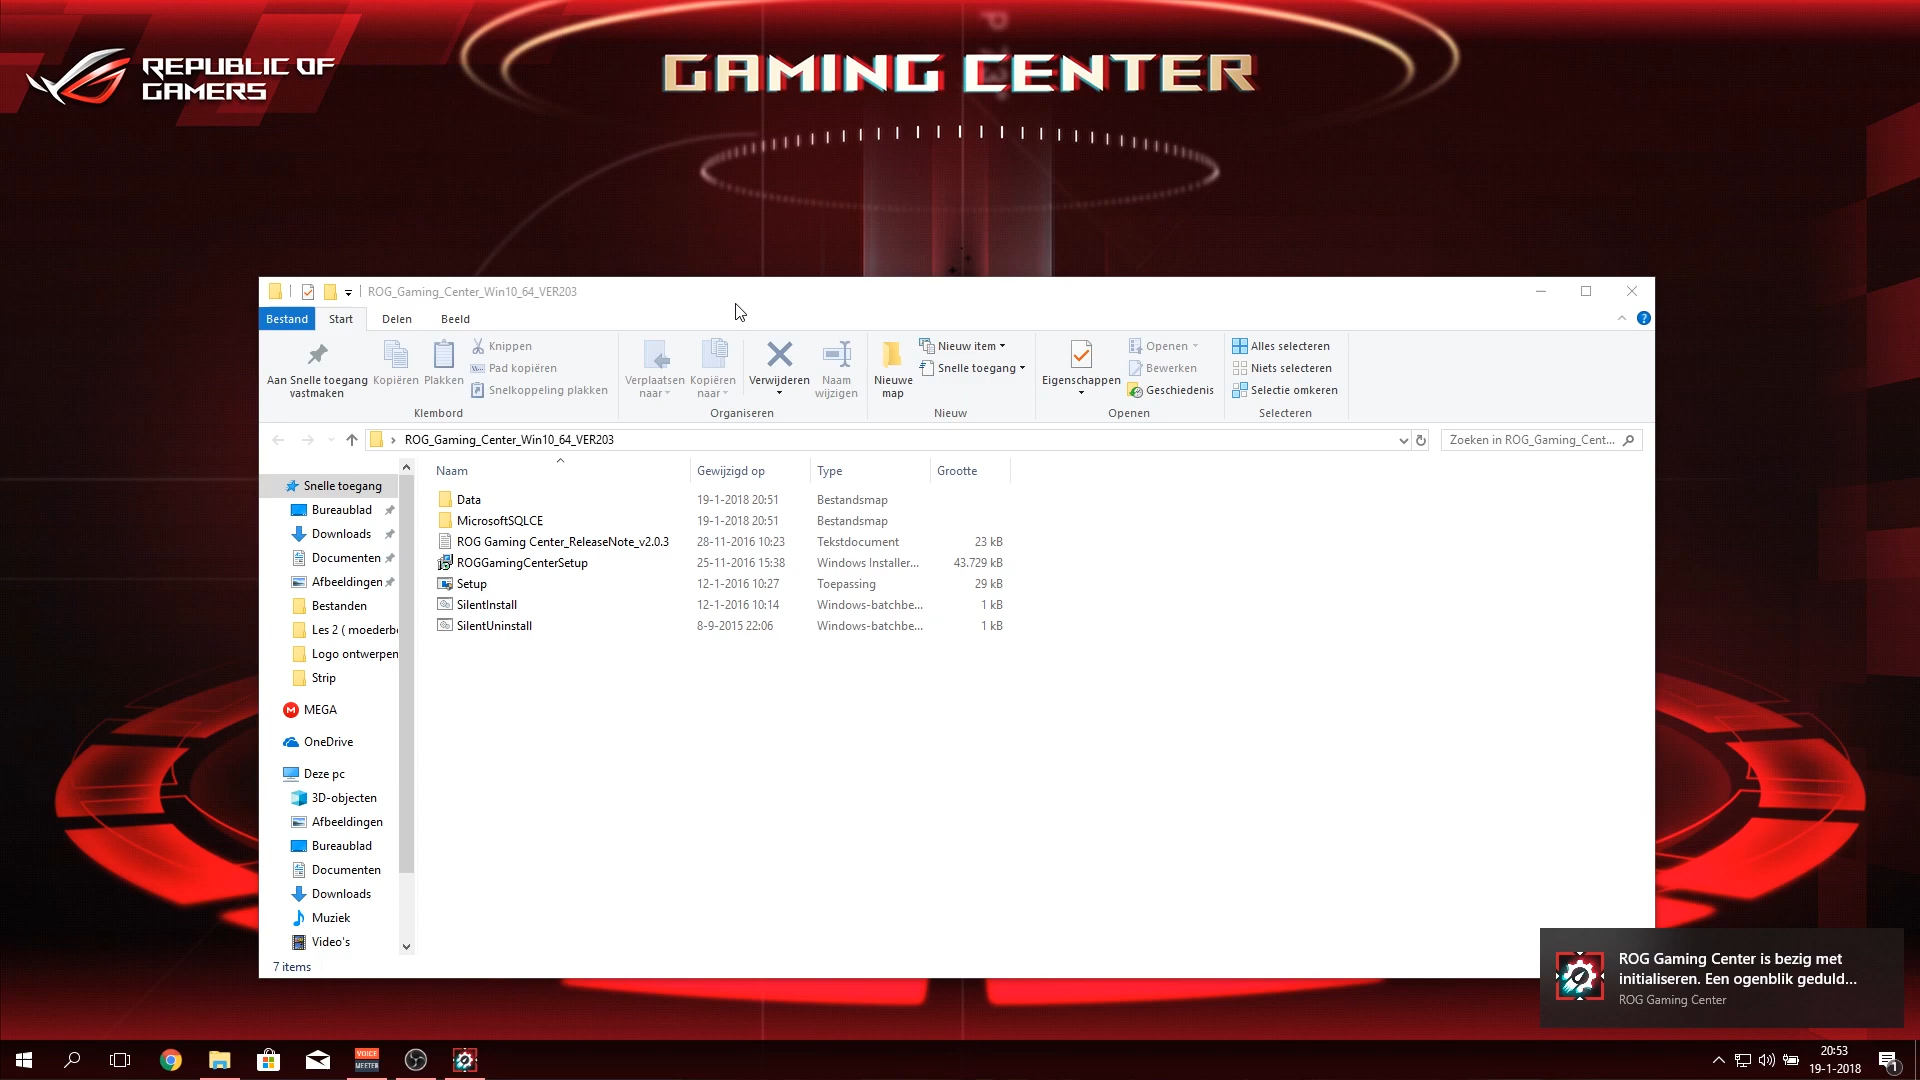 REPUBLIC OF
GAMERS
GAMING CENTER
ROG_Gaming_Center_Win10_64_VER203
Bestand Start Delen Beeld
Aan Snelle toegang
vastmaken
Kopiëren
Plakken
Knippen
Pad kopiëren
Snelkoppeling plakken
Klembord
Verplaatsen
naar
Kopiëren
naar
Verwijderen
Naam
wijzigen
Organiseren
Nieuwe
map
Nieuw item
Snelle toegang
Nieuw
Eigenschappen
Openen
Bewerken
Geschiedenis
Openen
Alles selecteren
Niets selecteren
Selectie omkeren
Selecteren
ROG_Gaming_Center_Win10_64_VER203
Zoeken in ROG_Gaming_Cent...
Snelle toegang
Bureaublad
Downloads
Documenten
Afbeeldingen
Bestanden
Les 2 ( moederbo
Logo ontwerpen
Strip
MEGA
OneDrive
Deze pc
3D-objecten
Afbeeldingen
Bureaublad
Documenten
Downloads
Muziek
Video's
Naam Gewijzigd op Type Grootte
Data 19-1-2018 20:51 Bestandsmap
MicrosoftSQLCE 19-1-2018 20:51 Bestandsmap
ROG Gaming Center_ReleaseNote_v2.0.3 28-11-2016 10:23 Tekstdocument 23 kB
ROGGamingCenterSetup 25-11-2016 15:38 Windows Installer... 43.729 kB
Setup 12-1-2016 10:27 Toepassing 29 kB
SilentInstall 12-1-2016 10:14 Windows-batchbe... 1 kB
SilentUninstall 8-9-2015 22:06 Windows-batchbe... 1 kB
7 items
ROG Gaming Center is bezig met
initialiseren. Een ogenblik geduld...
ROG Gaming Center
VOICE
MEETER
20:53
19-1-2018
1